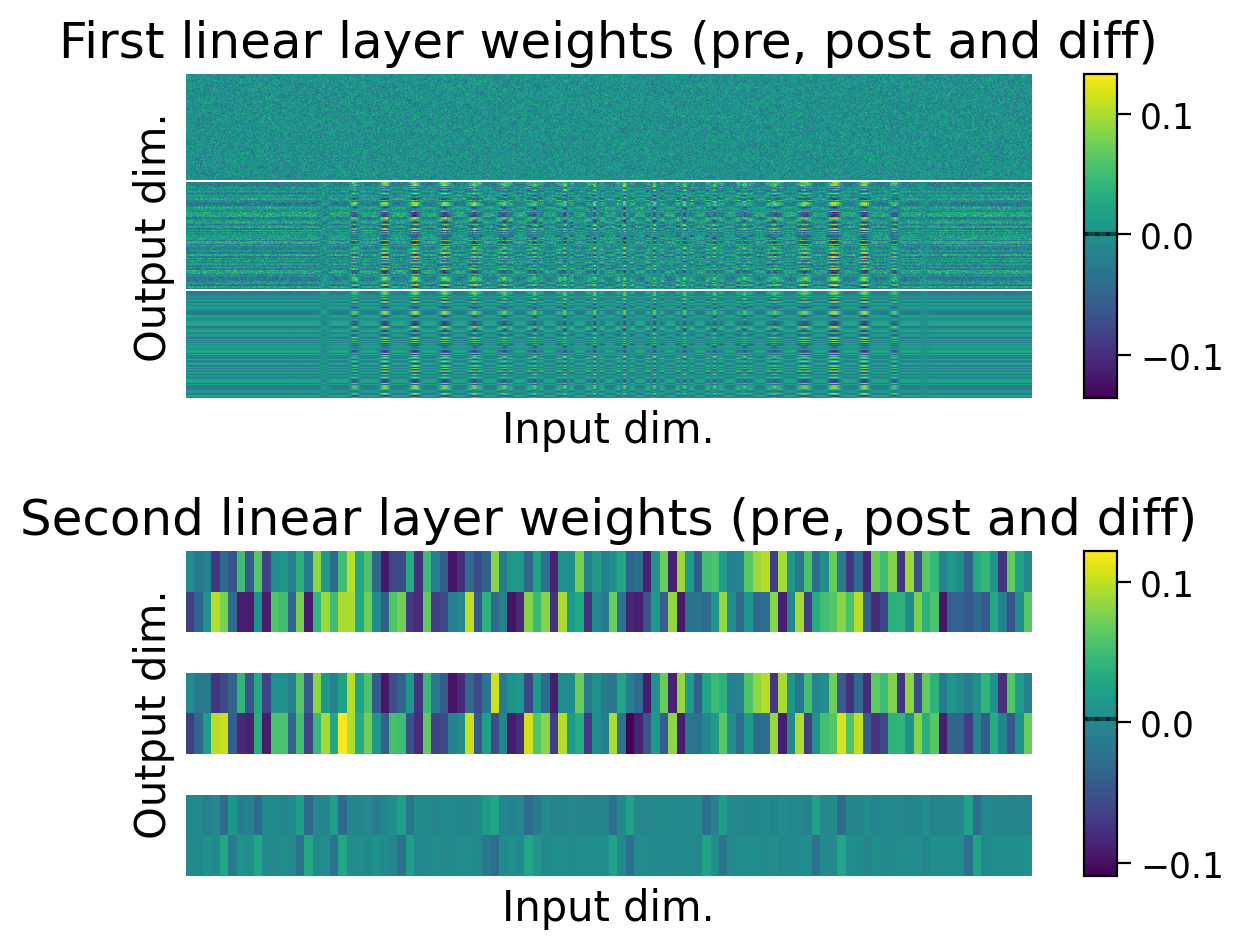 First linear layer weights (pre, post and diff)
Output dim.
0.1
0.0
−0.1
Input dim.
Second linear layer weights (pre, post and diff)
Output dim.
0.1
0.0
−0.1
Input dim.